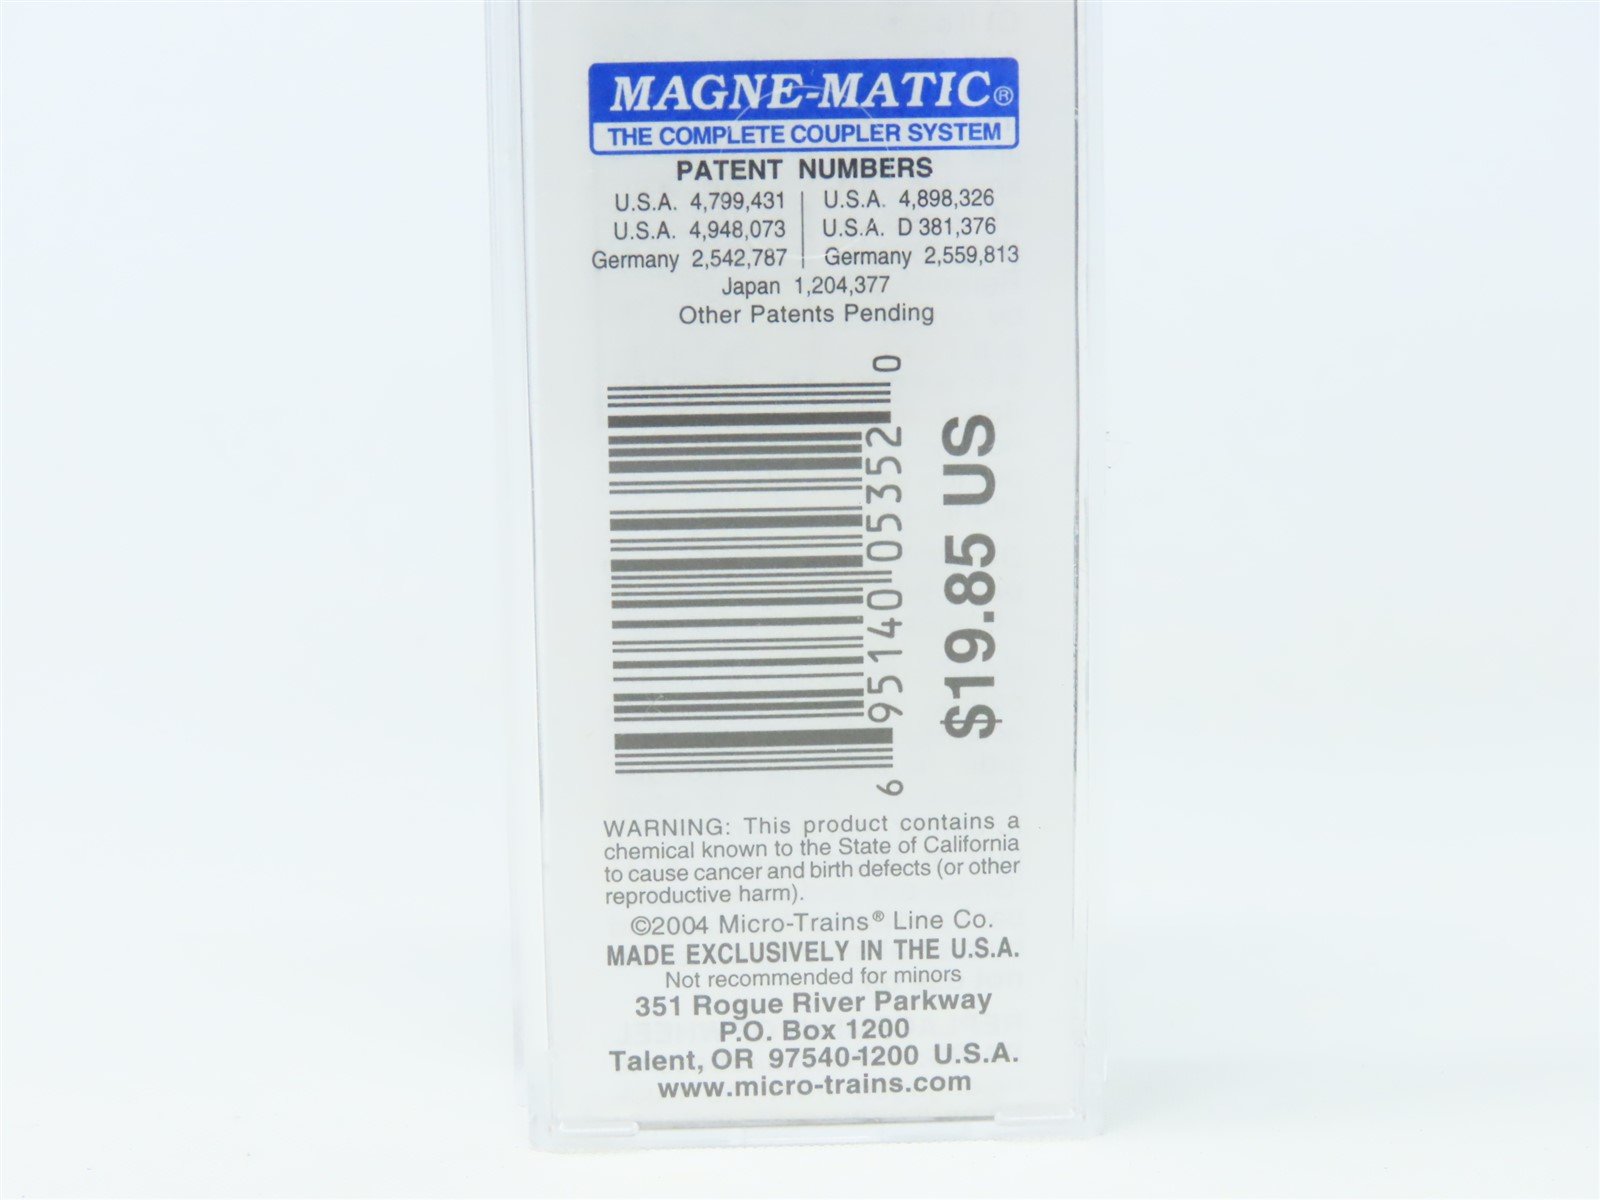 MAGNE-MATIC®
THE COMPLETE COUPLER SYSTEM
PATENT NUMBERS
U.S.A. 4,799,431 | U.S.A. 4,898,326
U.S.A. 4,948,073 | U.S.A. D 381,376
Germany 2,542,787 | Germany 2,559,813
Japan 1,204,377
Other Patents Pending
6 95140 05352 0
$19.85 US
WARNING: This product contains a
chemical known to the State of California
to cause cancer and birth defects (or other
reproductive harm).
©2004 Micro-Trains® Line Co.
MADE EXCLUSIVELY IN THE U.S.A.
Not recommended for minors
351 Rogue River Parkway
P.O. Box 1200
Talent, OR 97540-1200 U.S.A.
www.micro-trains.com